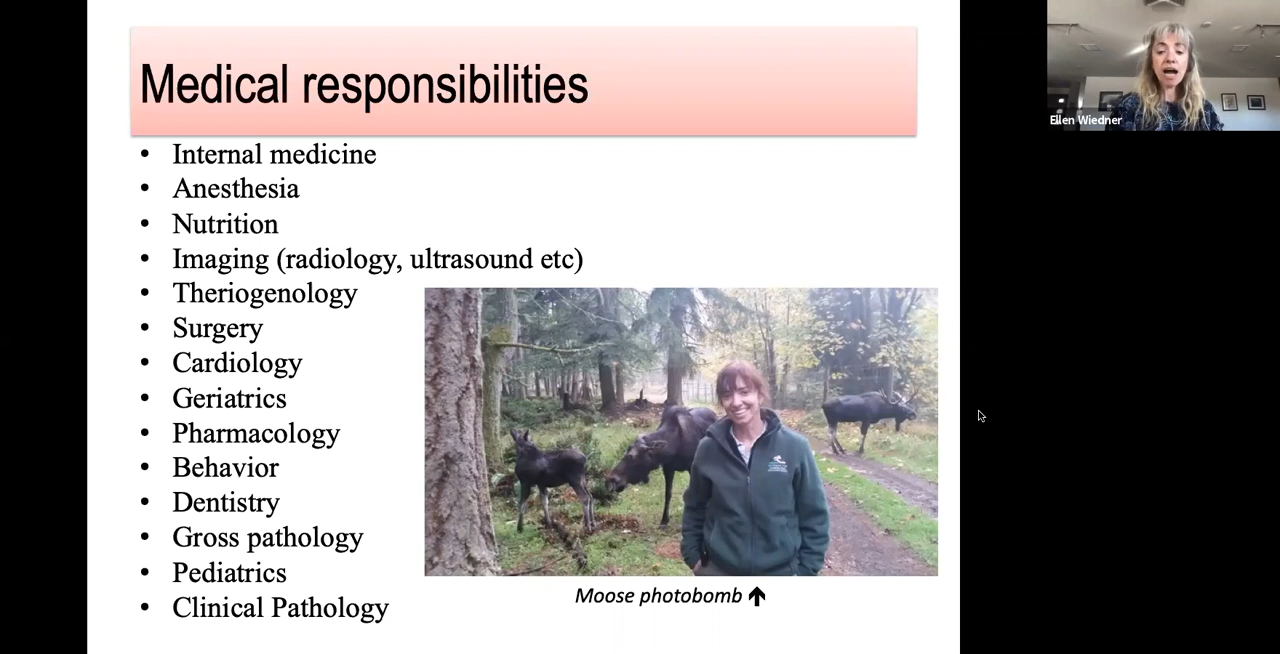 Medical responsibilities
• Internal medicine
• Anesthesia
• Nutrition
• Imaging (radiology, ultrasound etc)
• Theriogenology
• Surgery
• Cardiology
• Geriatrics
• Pharmacology
• Behavior
• Dentistry
• Gross pathology
• Pediatrics
• Clinical Pathology
Moose photobomb ↑
Ellen Wiedner